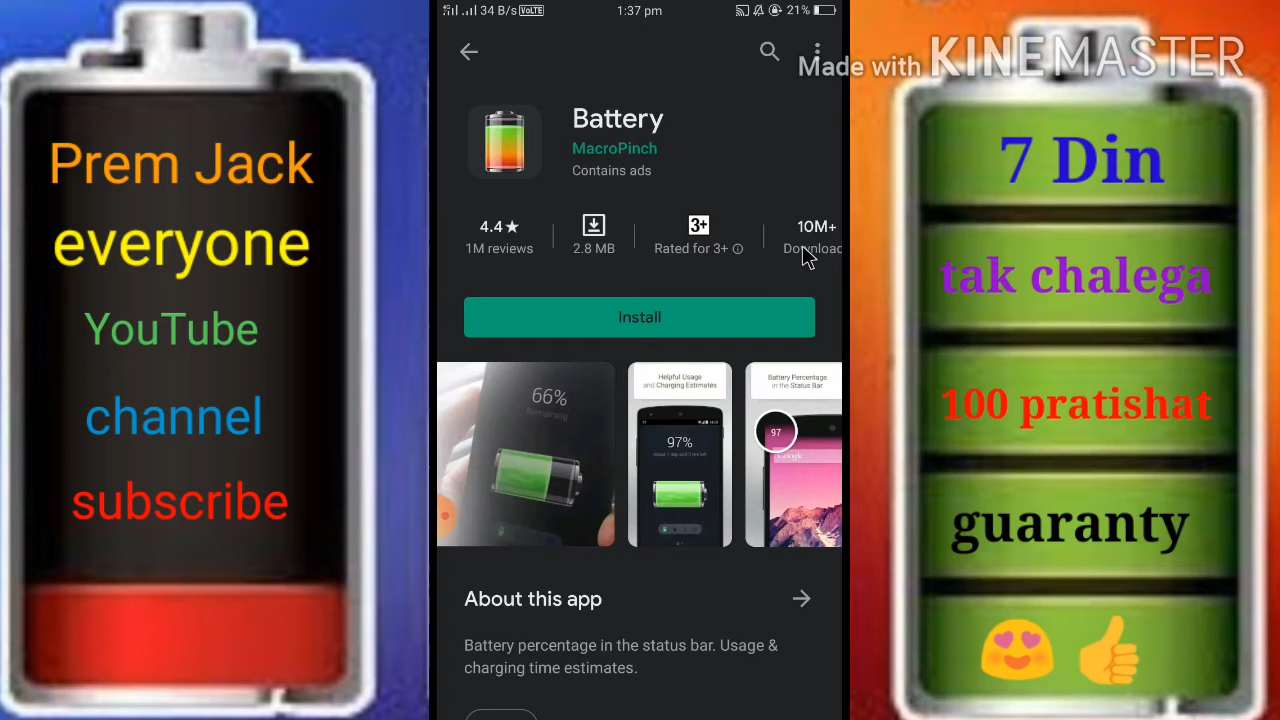 Prem Jack
everyone
YouTube
channel
subscribe
34 B/s VoLTE 1:37 pm 21%
Battery
MacroPinch
Contains ads
4.4★ 3+ 10M+
1M reviews 2.8 MB Rated for 3+ Downloa
Install
66%
Remaining
Helpful Usage
and Charging Estimates
97%
Battery Percentage
in the Status Bar
97
Google
About this app
Battery percentage in the status bar. Usage &
charging time estimates.
Made with KINEMASTER
7 Din
tak chalega
100 pratishat
guaranty